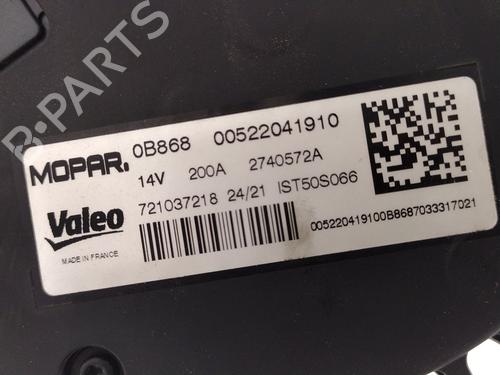 B-PARTS
MOPAR. 0B868 00522041910
14V 200A 2740572A
Valeo 721037218 24/21 IST50S066
MADE IN FRANCE
005220419100B8687033317021